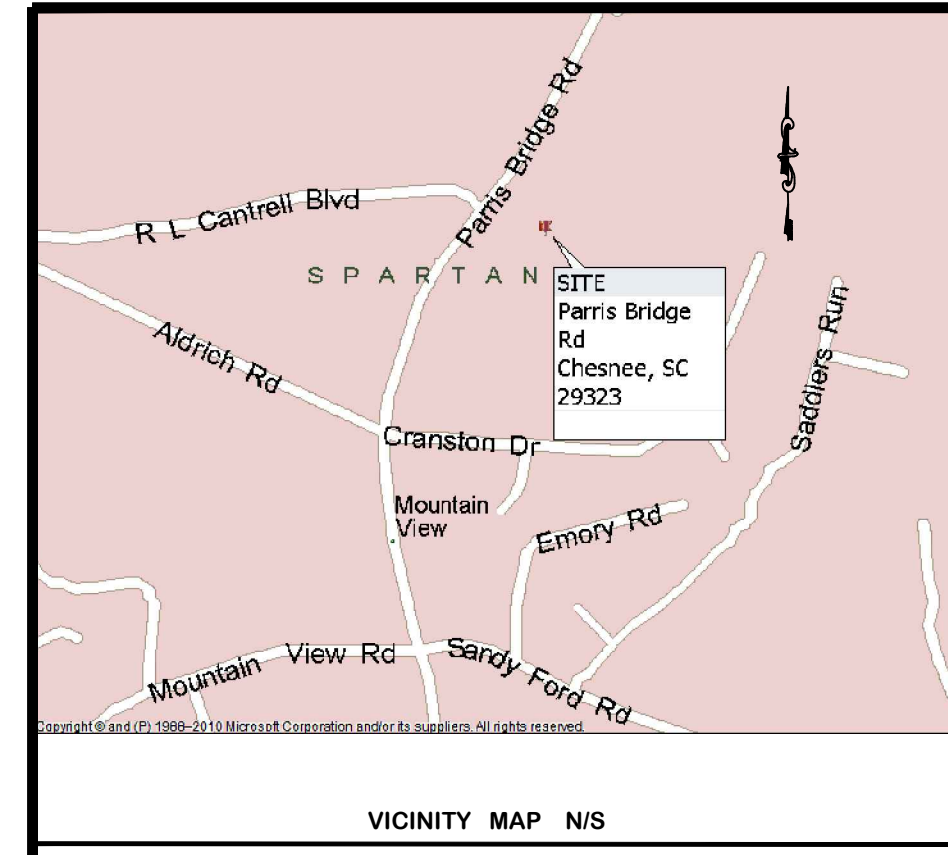 Parris Bridge Rd
R L Cantrell Blvd
S P A R T A N
SITE
Parris Bridge
Rd
Chesnee, SC
29323
Aldrich Rd
Saddlers Run
Cranston Dr
Mountain
View
Emory Rd
Mountain View Rd
Sandy Ford Rd
Copyright © and (P) 1988–2010 Microsoft Corporation and/or its suppliers. All rights reserved.
VICINITY MAP N/S